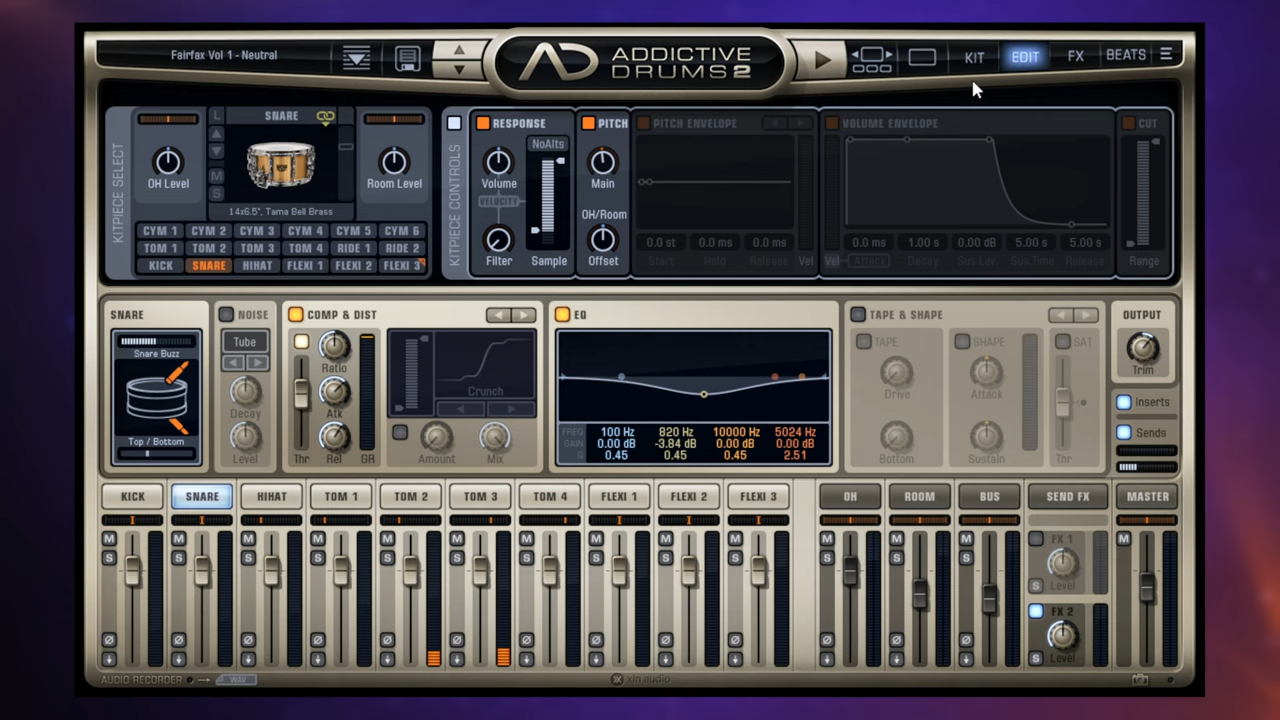 Fairfax Vol 1 - Neutral
ADDICTIVE
DRUMS 2
KIT
EDIT
FX
BEATS
KITPIECE SELECT
OH Level
L
M
S
SNARE
14x6.5", Tama Bell Brass
Room Level
CYM 1 CYM 2 CYM 3 CYM 4 CYM 5 CYM 6
TOM 1 TOM 2 TOM 3 TOM 4 RIDE 1 RIDE 2
KICK SNARE HIHAT FLEXI 1 FLEXI 2 FLEXI 3
KITPIECE CONTROLS
RESPONSE
Volume
VELOCITY
Filter
NoAlts
Sample
PITCH
Main
OH/Room
Offset
PITCH ENVELOPE
0.0 st 0.0 ms 0.0 ms
Start Hold Release Vel
VOLUME ENVELOPE
0.0 ms 1.00 s 0.00 dB 5.00 s 5.00 s
Vel Attack Decay Sus.Lev. Sus.Time Release
CUT
Range
SNARE
Snare Buzz
Top / Bottom
NOISE
Tube
Decay
Level
COMP & DIST
Ratio
Atk
Thr Rel GR
Crunch
Amount Mix
EQ
FREQ 100 Hz 820 Hz 10000 Hz 5024 Hz
GAIN 0.00 dB -3.84 dB 0.00 dB 0.00 dB
Q 0.45 0.45 0.45 2.51
TAPE & SHAPE
TAPE
Drive
Bottom
SHAPE
Attack
Sustain
SAT
Thr
OUTPUT
Trim
Inserts
Sends
KICK SNARE HIHAT TOM 1 TOM 2 TOM 3 TOM 4 FLEXI 1 FLEXI 2 FLEXI 3 OH ROOM BUS SEND FX MASTER
M M M M M M M M M M M M M FX 1 M
S S S S S S S S S S S S S
Level
S
FX 2
Ø Ø Ø Ø Ø Ø Ø Ø Ø Ø Ø Ø Ø
S Level
AUDIO RECORDER WAV
xln audio